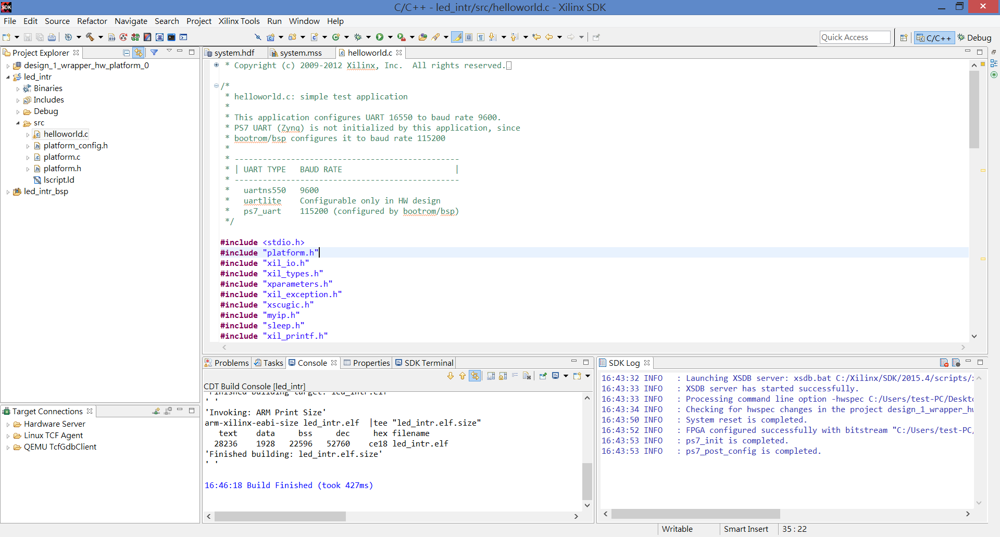 SDK
C/C++ - led_intr/src/helloworld.c - Xilinx SDK
File Edit Source Refactor Navigate Search Project Xilinx Tools Run Window Help
Quick Access
C/C++
Debug
Project Explorer
design_1_wrapper_hw_platform_0
led_intr
Binaries
Includes
Debug
src
helloworld.c
platform_config.h
platform.c
platform.h
lscript.ld
led_intr_bsp
Target Connections
Hardware Server
Linux TCF Agent
QEMU TcfGdbClient
system.hdf system.mss helloworld.c
* Copyright (c) 2009-2012 Xilinx, Inc.  All rights reserved.
/*
* helloworld.c: simple test application
*
* This application configures UART 16550 to baud rate 9600.
* PS7 UART (Zynq) is not initialized by this application, since
* bootrom/bsp configures it to baud rate 115200
*
* ------------------------------------------------
* | UART TYPE   BAUD RATE                        |
* ------------------------------------------------
*   uartns550   9600
*   uartlite    Configurable only in HW design
*   ps7_uart    115200 (configured by bootrom/bsp)
*/
#include <stdio.h>
#include "platform.h"
#include "xil_io.h"
#include "xil_types.h"
#include "xparameters.h"
#include "xil_exception.h"
#include "xscugic.h"
#include "myip.h"
#include "sleep.h"
#include "xil_printf.h"
Problems Tasks Console Properties SDK Terminal
CDT Build Console [led_intr]
'Finished building target: led_intr.elf'
' '
'Invoking: ARM Print Size'
arm-xilinx-eabi-size led_intr.elf  |tee "led_intr.elf.size"
text    data     bss     dec     hex filename
28236    1928   22596   52760    ce18 led_intr.elf
'Finished building: led_intr.elf.size'
' '
16:46:18 Build Finished (took 427ms)
SDK Log
16:43:32 INFO   : Launching XSDB server: xsdb.bat C:/Xilinx/SDK/2015.4/scripts/
16:43:33 INFO   : XSDB server has started successfully.
16:43:33 INFO   : Processing command line option -hwspec C:/Users/test-PC/Deskto
16:43:34 INFO   : Checking for hwspec changes in the project design_1_wrapper_hw
16:43:50 INFO   : System reset is completed.
16:43:52 INFO   : FPGA configured successfully with bitstream "C:/Users/test-PC/
16:43:53 INFO   : ps7_init is completed.
16:43:53 INFO   : ps7_post_config is completed.
Writable Smart Insert 35 : 22